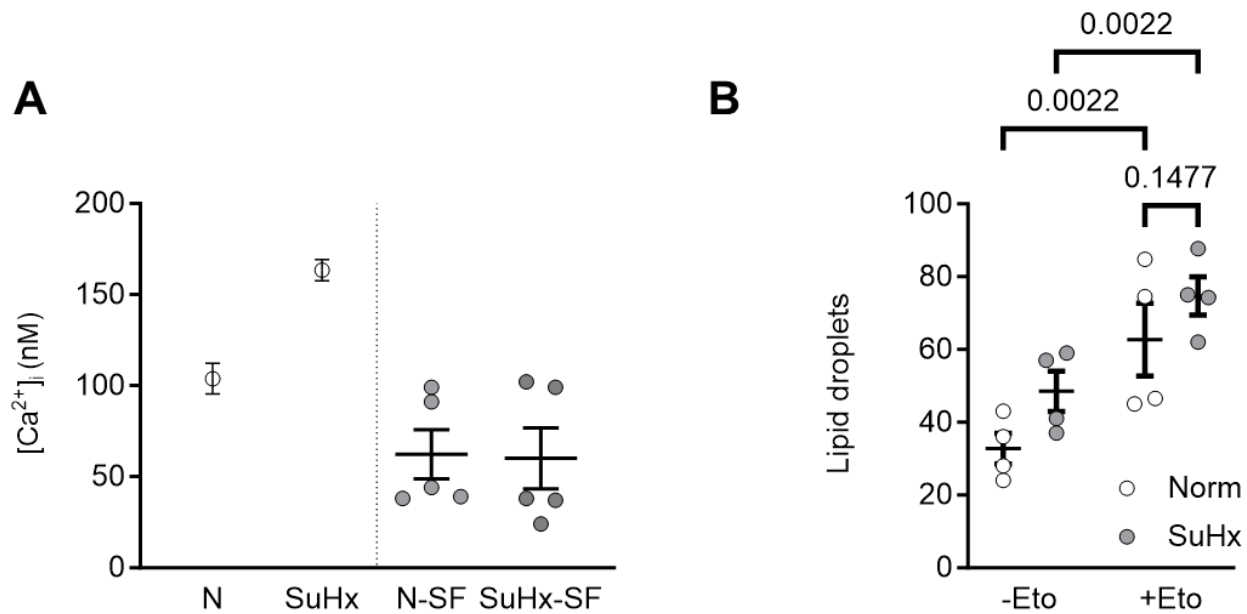 A
[Ca²⁺]ᵢ (nM)
200
150
100
50
0
N SuHx N-SF SuHx-SF
B
0.0022
0.0022
0.1477
Lipid droplets
100
80
60
40
20
0
Norm
SuHx
-Eto +Eto